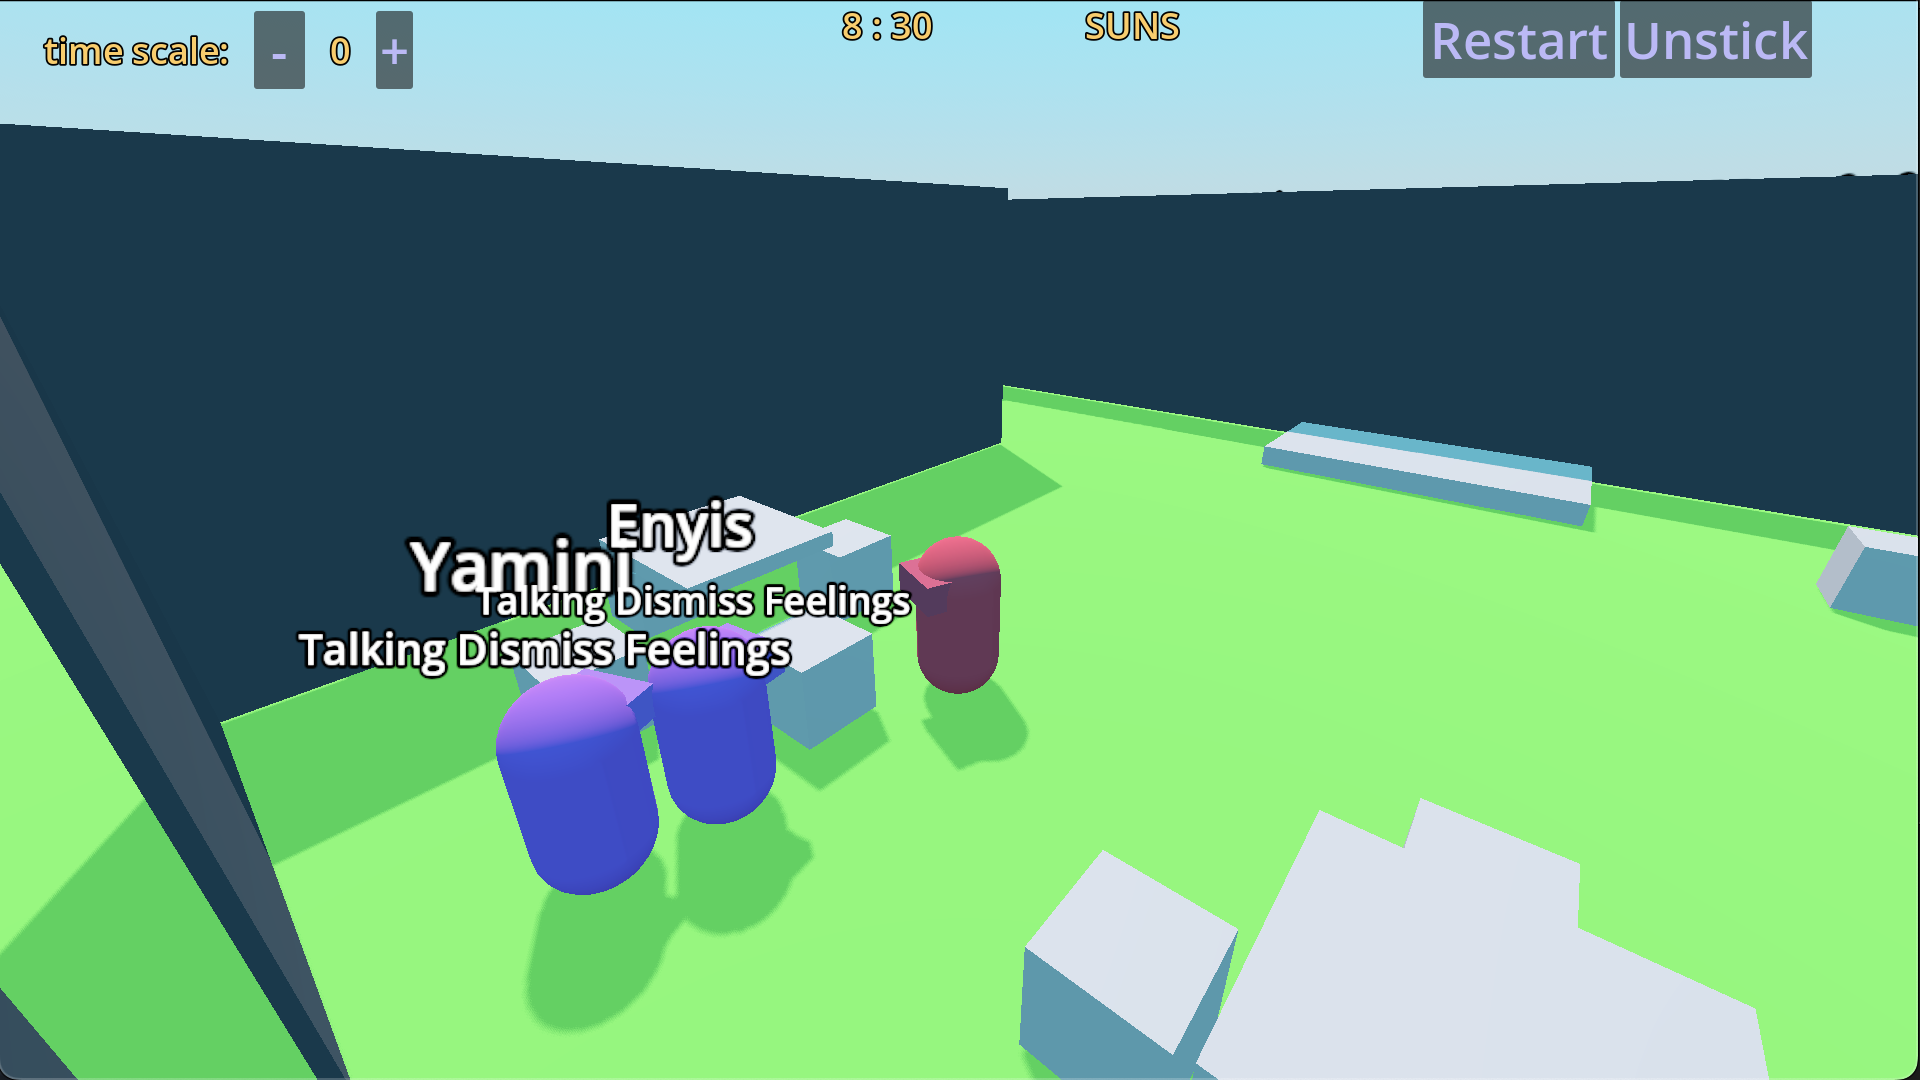 time scale: - 0 +
8 : 30
SUNS
Restart
Unstick
Enyis
Yamini
Talking Dismiss Feelings
Talking Dismiss Feelings